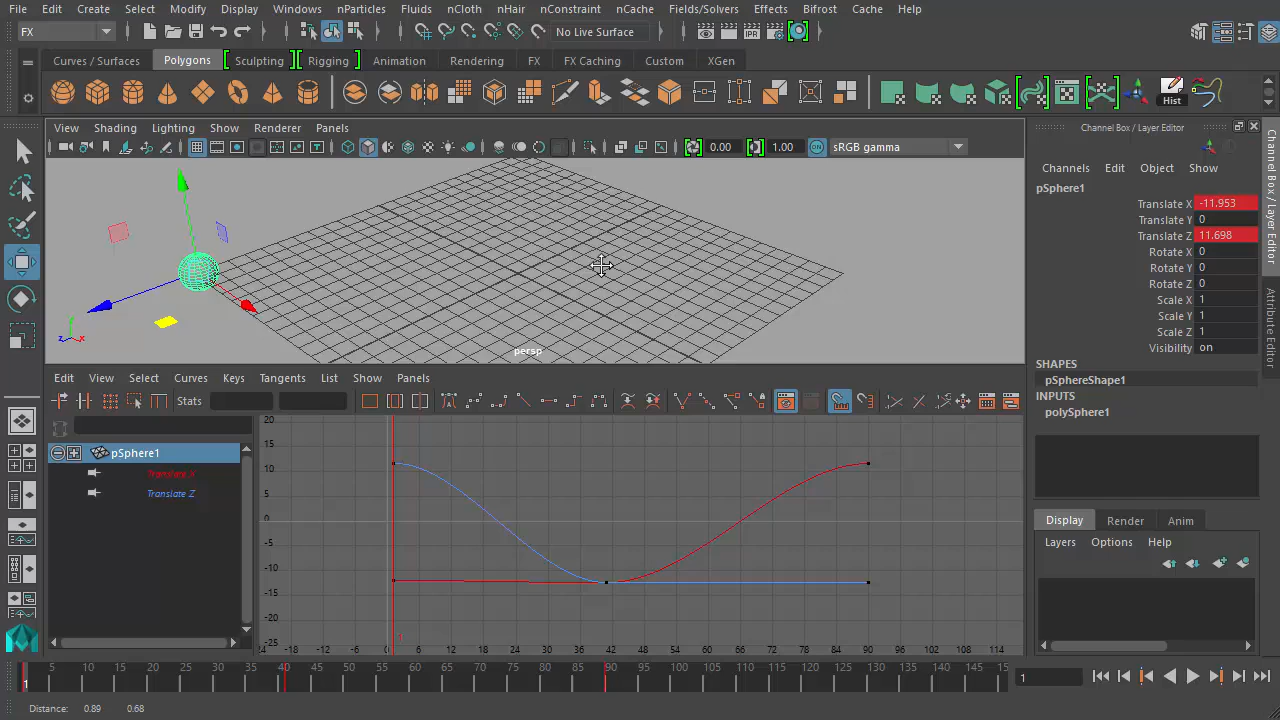 File Edit Create Select Modify Display Windows nParticles Fluids nCloth nHair nConstraint nCache Fields/Solvers Effects Bifrost Cache Help
FX No Live Surface
Curves / Surfaces Polygons Sculpting Rigging Animation Rendering FX FX Caching Custom XGen
IPR Hist
View Shading Lighting Show Renderer Panels
0.00 1.00 ON sRGB gamma
persp
Edit View Select Curves Keys Tangents List Show Panels
Stats
pSphere1
Translate X
Translate Z
20
15
10
5
0
-5
-10
-15
-20
-25
1
-18 -12 -6 0 6 12 18 24 30 36 42 48 54 60 66 72 78 84 90 96 102 108 114
Channel Box / Layer Editor
Channels Edit Object Show
pSphere1
Translate X -11.953
Translate Y 0
Translate Z 11.698
Rotate X 0
Rotate Y 0
Rotate Z 0
Scale X 1
Scale Y 1
Scale Z 1
Visibility on
SHAPES
pSphereShape1
INPUTS
polySphere1
Display Render Anim
Layers Options Help
Channel Box / Layer Editor
Attribute Editor
1 5 10 15 20 25 30 35 40 45 50 55 60 65 70 75 80 85 90 95 100 105 110 115 120 125 130 135 140 145 15
1
Distance: 0.89 0.68